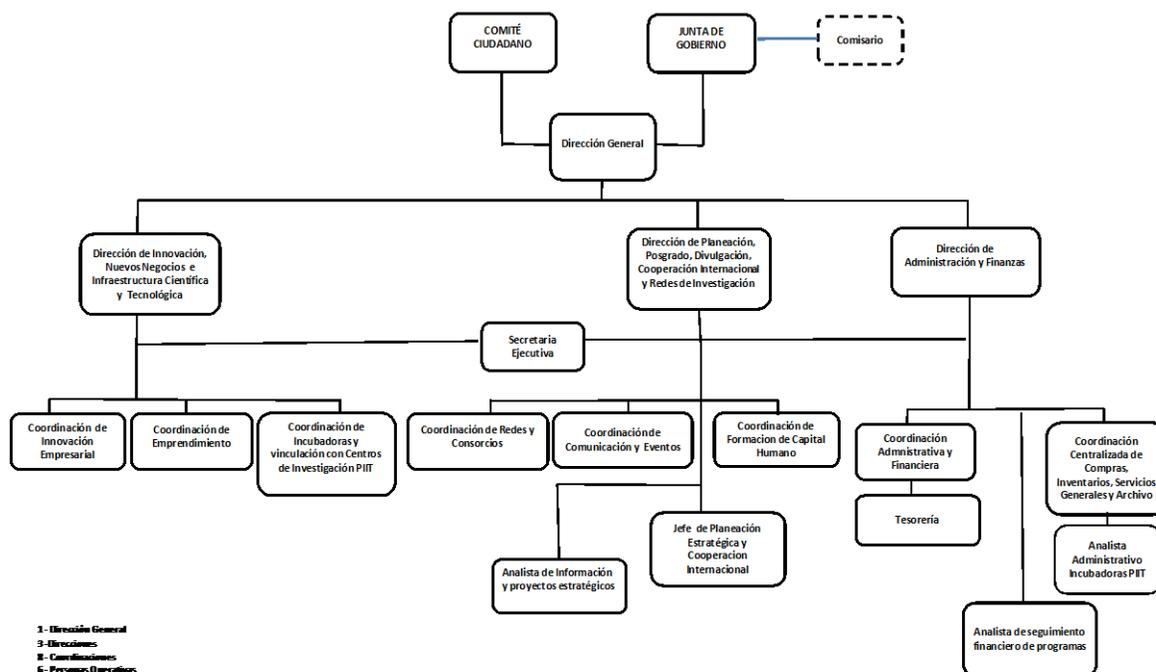 COMITÉ
CIUDADANO
JUNTA DE
GOBIERNO
Comisario
Dirección General
Dirección de Innovación,
Nuevos Negocios e
Infraestructura Científica
y Tecnológica
Dirección de Planeación,
Posgrado, Divulgación,
Cooperación Internacional
y Redes de Investigación
Dirección de
Administración y Finanzas
Secretaria
Ejecutiva
Coordinación de
Innovación
Empresarial
Coordinación de
Emprendimiento
Coordinación de
Incubadoras y
vinculación con Centros
de Investigación PIIT
Coordinación de Redes y
Consorcios
Coordinación de
Comunicación y Eventos
Coordinación de
Formacion de Capital
Humano
Coordinación
Admnistrativa y
Financiera
Coordinación
Centralizada de
Compras,
Inventarios, Servicios
Generales y Archivo
Tesorería
Analista
Administrativo
Incubadoras PIIT
Jefe de Planeación
Estratégica y
Cooperacion
Internacional
Analista de Información
y proyectos estratégicos
Analista de seguimiento
financiero de programas
1- Dirección General
3-Direcciones
8- Coordinaciones
6- Personas Operativas